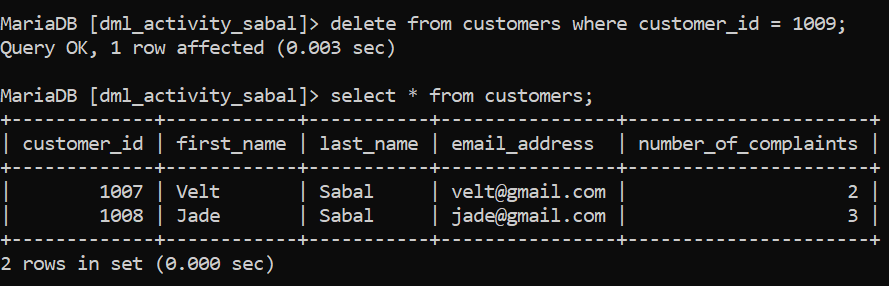 MariaDB [dml_activity_sabal]> delete from customers where customer_id = 1009;
Query OK, 1 row affected (0.003 sec)

MariaDB [dml_activity_sabal]> select * from customers;
+-------------+------------+-----------+----------------+----------------------+
| customer_id | first_name | last_name | email_address  | number_of_complaints |
+-------------+------------+-----------+----------------+----------------------+
|        1007 | Velt       | Sabal     | velt@gmail.com |                    2 |
|        1008 | Jade       | Sabal     | jade@gmail.com |                    3 |
+-------------+------------+-----------+----------------+----------------------+
2 rows in set (0.000 sec)